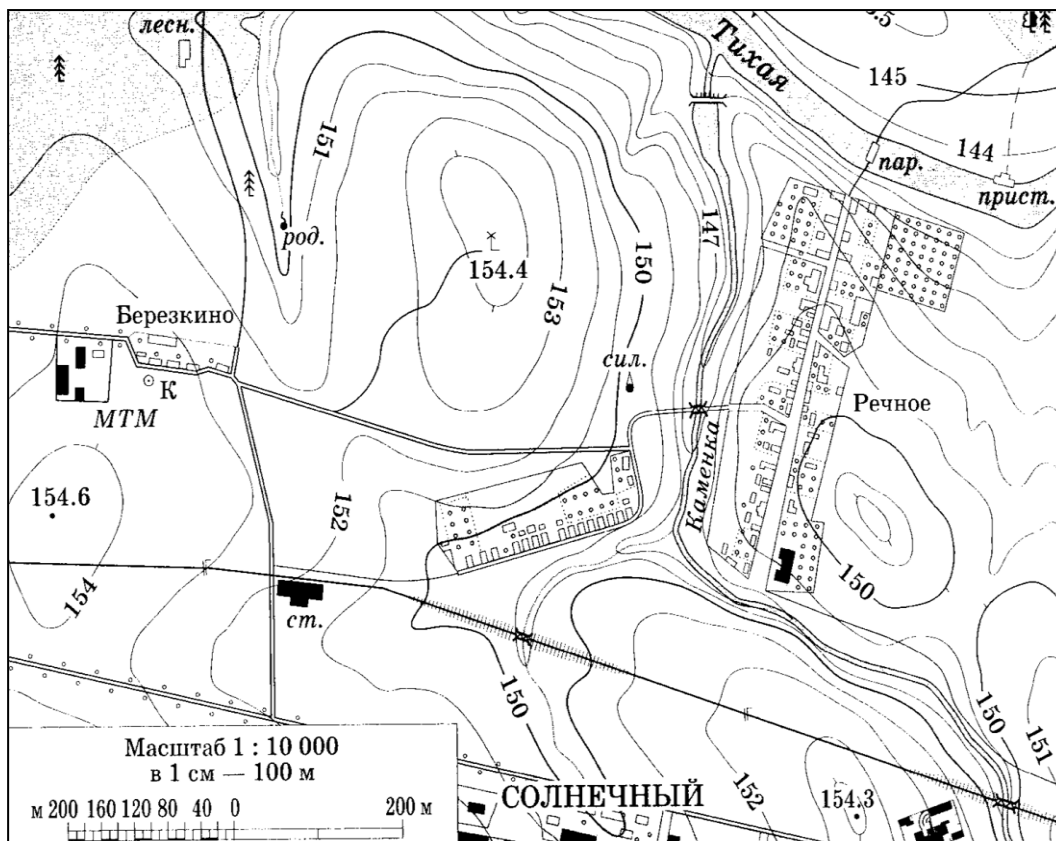 лесн.
Тихая
145
144
пар.
прист.
151
род.
147
154.4
150
153
Березкино
К
МТМ
сил.
Речное
Каменка
154.6
152
154
ст.
150
150
150
151
152
154.3
СОЛНЕЧНЫЙ
Масштаб 1 : 10 000
в 1 см — 100 м
м 200 160 120 80 40 0 200 м